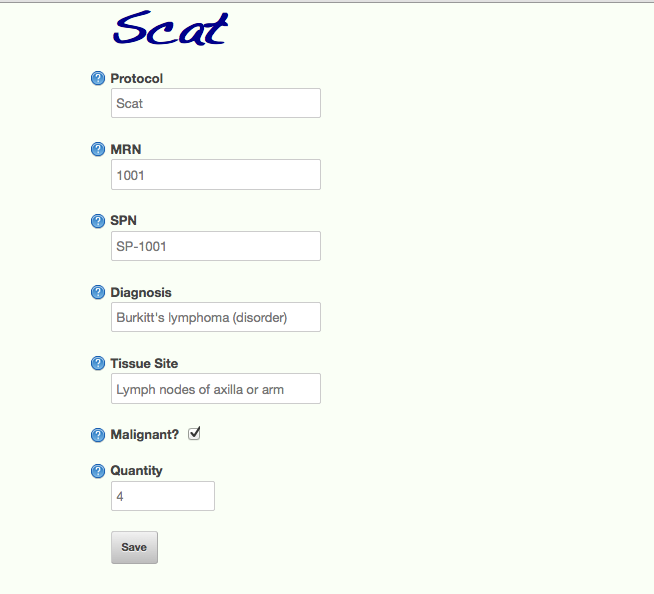 Scat
Protocol
Scat
MRN
1001
SPN
SP-1001
Diagnosis
Burkitt's lymphoma (disorder)
Tissue Site
Lymph nodes of axilla or arm
Malignant?
Quantity
4
Save